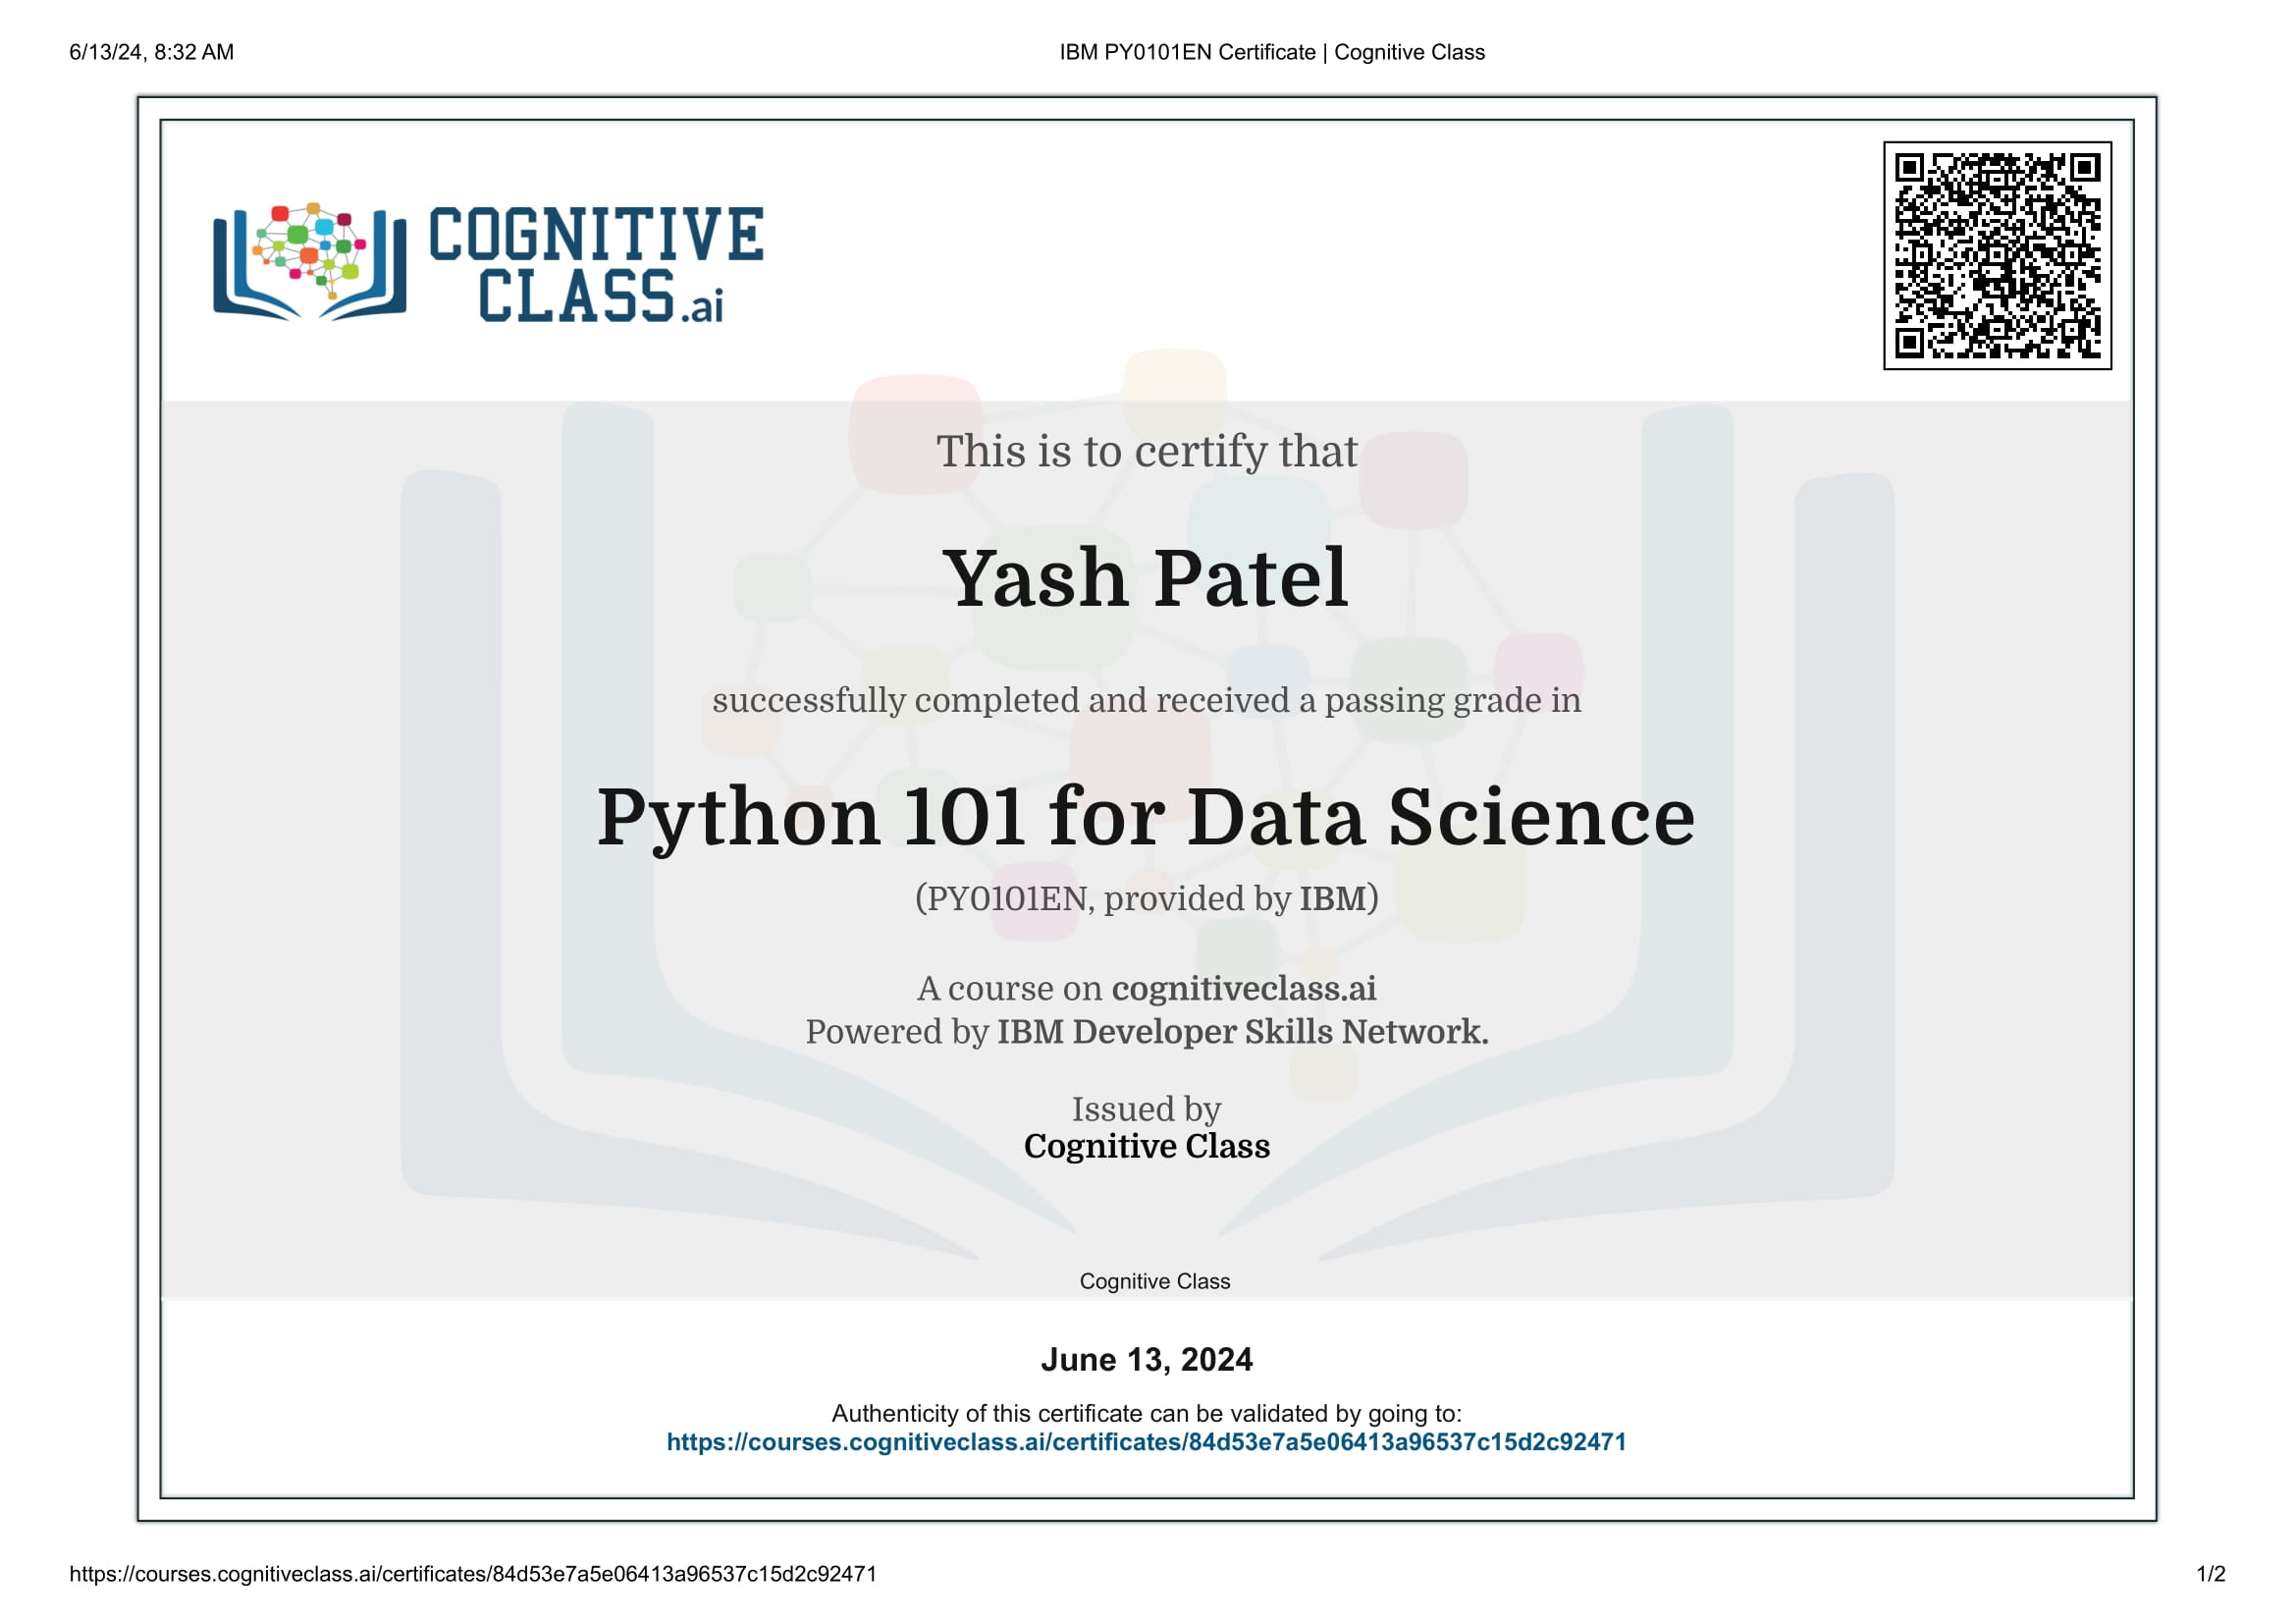 6/13/24, 8:32 AM
IBM PY0101EN Certificate | Cognitive Class
COGNITIVE
CLASS.ai
This is to certify that
Yash Patel
successfully completed and received a passing grade in
Python 101 for Data Science
(PY0101EN, provided by IBM)
A course on cognitiveclass.ai
Powered by IBM Developer Skills Network.
Issued by
Cognitive Class
Cognitive Class
June 13, 2024
Authenticity of this certificate can be validated by going to:
https://courses.cognitiveclass.ai/certificates/84d53e7a5e06413a96537c15d2c92471
https://courses.cognitiveclass.ai/certificates/84d53e7a5e06413a96537c15d2c92471
1/2